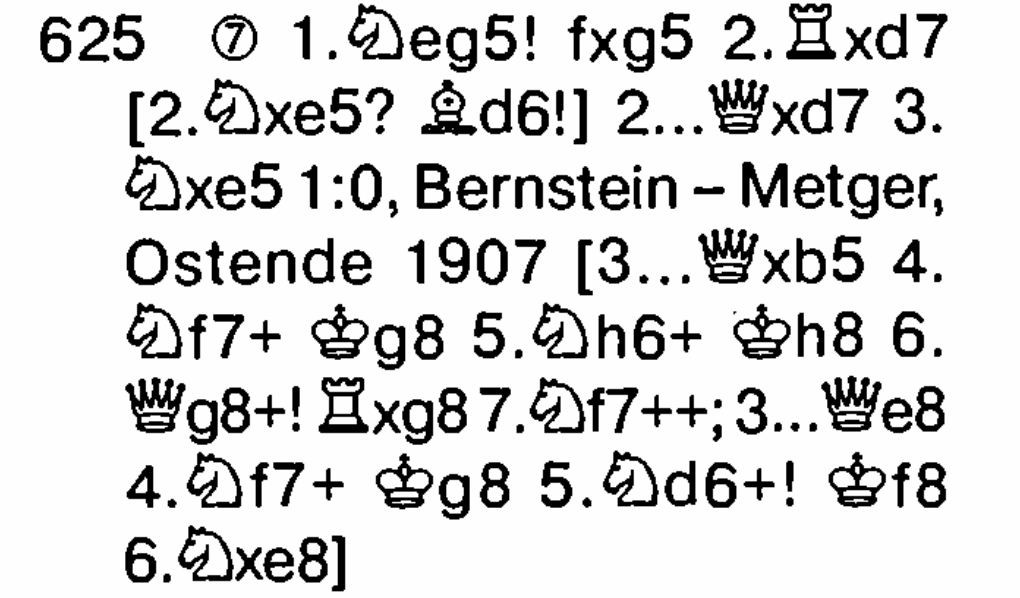 625 ⑦ 1.♘eg5! fxg5 2.♖xd7
[2.♘xe5? ♗d6!] 2...♕xd7 3.
♘xe5 1:0, Bernstein – Metger,
Ostende 1907 [3...♕xb5 4.
♘f7+ ♔g8 5.♘h6+ ♔h8 6.
♕g8+! ♖xg8 7.♘f7++; 3...♕e8
4.♘f7+ ♔g8 5.♘d6+! ♔f8
6.♘xe8]